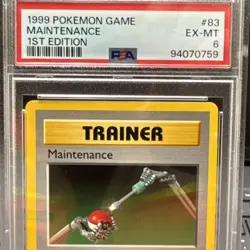 1999 POKEMON GAME #83
MAINTENANCE EX-MT
1ST EDITION 6
PSA 94070759
TRAINER
Maintenance